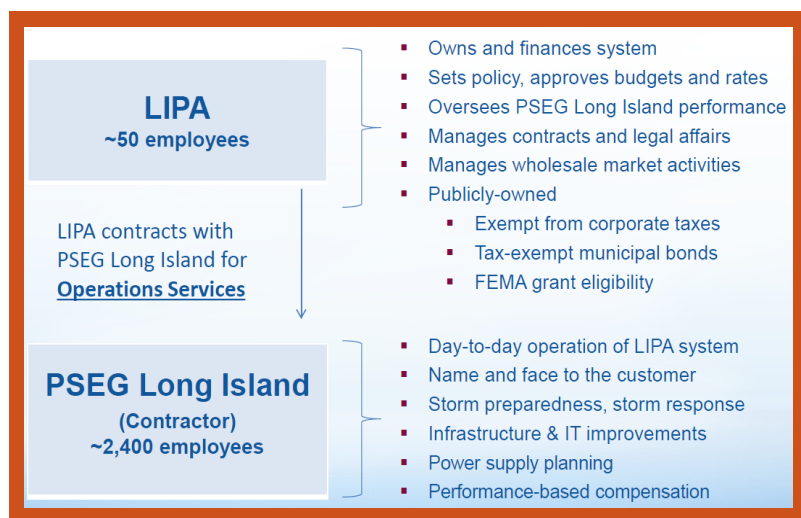 LIPA
~50 employees
Owns and finances system
Sets policy, approves budgets and rates
Oversees PSEG Long Island performance
Manages contracts and legal affairs
Manages wholesale market activities
Publicly-owned
Exempt from corporate taxes
Tax-exempt municipal bonds
FEMA grant eligibility
LIPA contracts with
PSEG Long Island for
Operations Services
PSEG Long Island
(Contractor)
~2,400 employees
Day-to-day operation of LIPA system
Name and face to the customer
Storm preparedness, storm response
Infrastructure & IT improvements
Power supply planning
Performance-based compensation